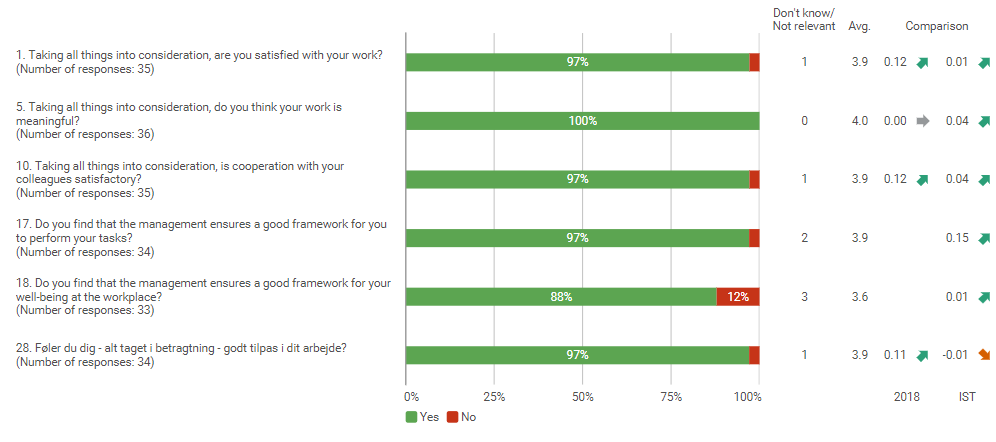 Don't know/
Not relevant Avg. Comparison
1. Taking all things into consideration, are you satisfied with your work?
(Number of responses: 35)
97% 1 3.9 0.12 0.01
5. Taking all things into consideration, do you think your work is
meaningful?
(Number of responses: 36)
100% 0 4.0 0.00 0.04
10. Taking all things into consideration, is cooperation with your
colleagues satisfactory?
(Number of responses: 35)
97% 1 3.9 0.12 0.04
17. Do you find that the management ensures a good framework for you
to perform your tasks?
(Number of responses: 34)
97% 2 3.9 0.15
18. Do you find that the management ensures a good framework for your
well-being at the workplace?
(Number of responses: 33)
88% 12% 3 3.6 0.01
28. Føler du dig - alt taget i betragtning - godt tilpas i dit arbejde?
(Number of responses: 34)
97% 1 3.9 0.11 -0.01
0% 25% 50% 75% 100% 2018 IST
Yes No